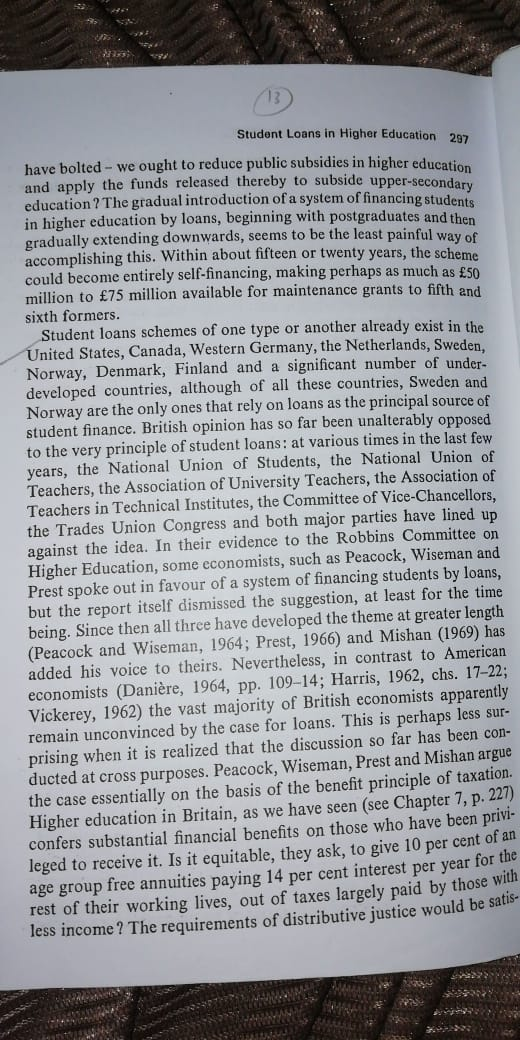 13
Student Loans in Higher Education 297
have bolted – we ought to reduce public subsidies in higher education
and apply the funds released thereby to subside upper-secondary
education? The gradual introduction of a system of financing students
in higher education by loans, beginning with postgraduates and then
gradually extending downwards, seems to be the least painful way of
accomplishing this. Within about fifteen or twenty years, the scheme
could become entirely self-financing, making perhaps as much as £50
million to £75 million available for maintenance grants to fifth and
sixth formers.
Student loans schemes of one type or another already exist in the
United States, Canada, Western Germany, the Netherlands, Sweden,
Norway, Denmark, Finland and a significant number of under-
developed countries, although of all these countries, Sweden and
Norway are the only ones that rely on loans as the principal source of
student finance. British opinion has so far been unalterably opposed
to the very principle of student loans: at various times in the last few
years, the National Union of Students, the National Union of
Teachers, the Association of University Teachers, the Association of
Teachers in Technical Institutes, the Committee of Vice-Chancellors,
the Trades Union Congress and both major parties have lined up
against the idea. In their evidence to the Robbins Committee on
Higher Education, some economists, such as Peacock, Wiseman and
Prest spoke out in favour of a system of financing students by loans,
but the report itself dismissed the suggestion, at least for the time
being. Since then all three have developed the theme at greater length
(Peacock and Wiseman, 1964; Prest, 1966) and Mishan (1969) has
added his voice to theirs. Nevertheless, in contrast to American
economists (Danière, 1964, pp. 109–14; Harris, 1962, chs. 17–22;
Vickerey, 1962) the vast majority of British economists apparently
remain unconvinced by the case for loans. This is perhaps less sur-
prising when it is realized that the discussion so far has been con-
ducted at cross purposes. Peacock, Wiseman, Prest and Mishan argue
the case essentially on the basis of the benefit principle of taxation.
Higher education in Britain, as we have seen (see Chapter 7, p. 227)
confers substantial financial benefits on those who have been privi-
leged to receive it. Is it equitable, they ask, to give 10 per cent of an
age group free annuities paying 14 per cent interest per year for the
rest of their working lives, out of taxes largely paid by those with
less income? The requirements of distributive justice would be satis-